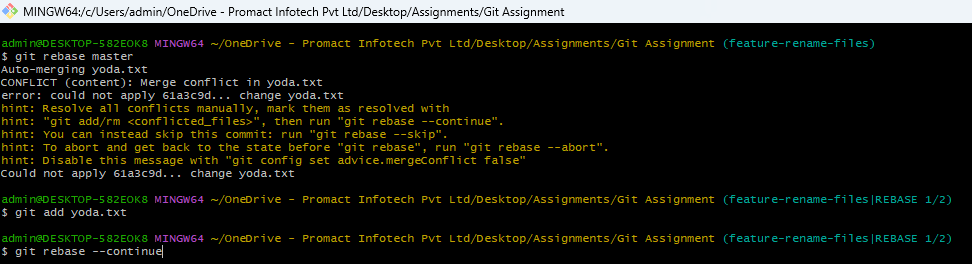 MINGW64:/c/Users/admin/OneDrive - Promact Infotech Pvt Ltd/Desktop/Assignments/Git Assignment
admin@DESKTOP-582EOK8 MINGW64 ~/OneDrive - Promact Infotech Pvt Ltd/Desktop/Assignments/Git Assignment (feature-rename-files)
$ git rebase master
Auto-merging yoda.txt
CONFLICT (content): Merge conflict in yoda.txt
error: could not apply 61a3c9d... change yoda.txt
hint: Resolve all conflicts manually, mark them as resolved with
hint: "git add/rm <conflicted_files>", then run "git rebase --continue".
hint: You can instead skip this commit: run "git rebase --skip".
hint: To abort and get back to the state before "git rebase", run "git rebase --abort".
hint: Disable this message with "git config set advice.mergeConflict false"
Could not apply 61a3c9d... change yoda.txt
admin@DESKTOP-582EOK8 MINGW64 ~/OneDrive - Promact Infotech Pvt Ltd/Desktop/Assignments/Git Assignment (feature-rename-files|REBASE 1/2)
$ git add yoda.txt
admin@DESKTOP-582EOK8 MINGW64 ~/OneDrive - Promact Infotech Pvt Ltd/Desktop/Assignments/Git Assignment (feature-rename-files|REBASE 1/2)
$ git rebase --continue